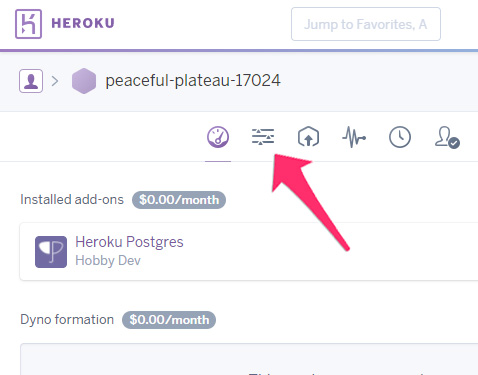 HEROKU
Jump to Favorites, A
peaceful-plateau-17024
Installed add-ons $0.00/month
Heroku Postgres
Hobby Dev
Dyno formation $0.00/month